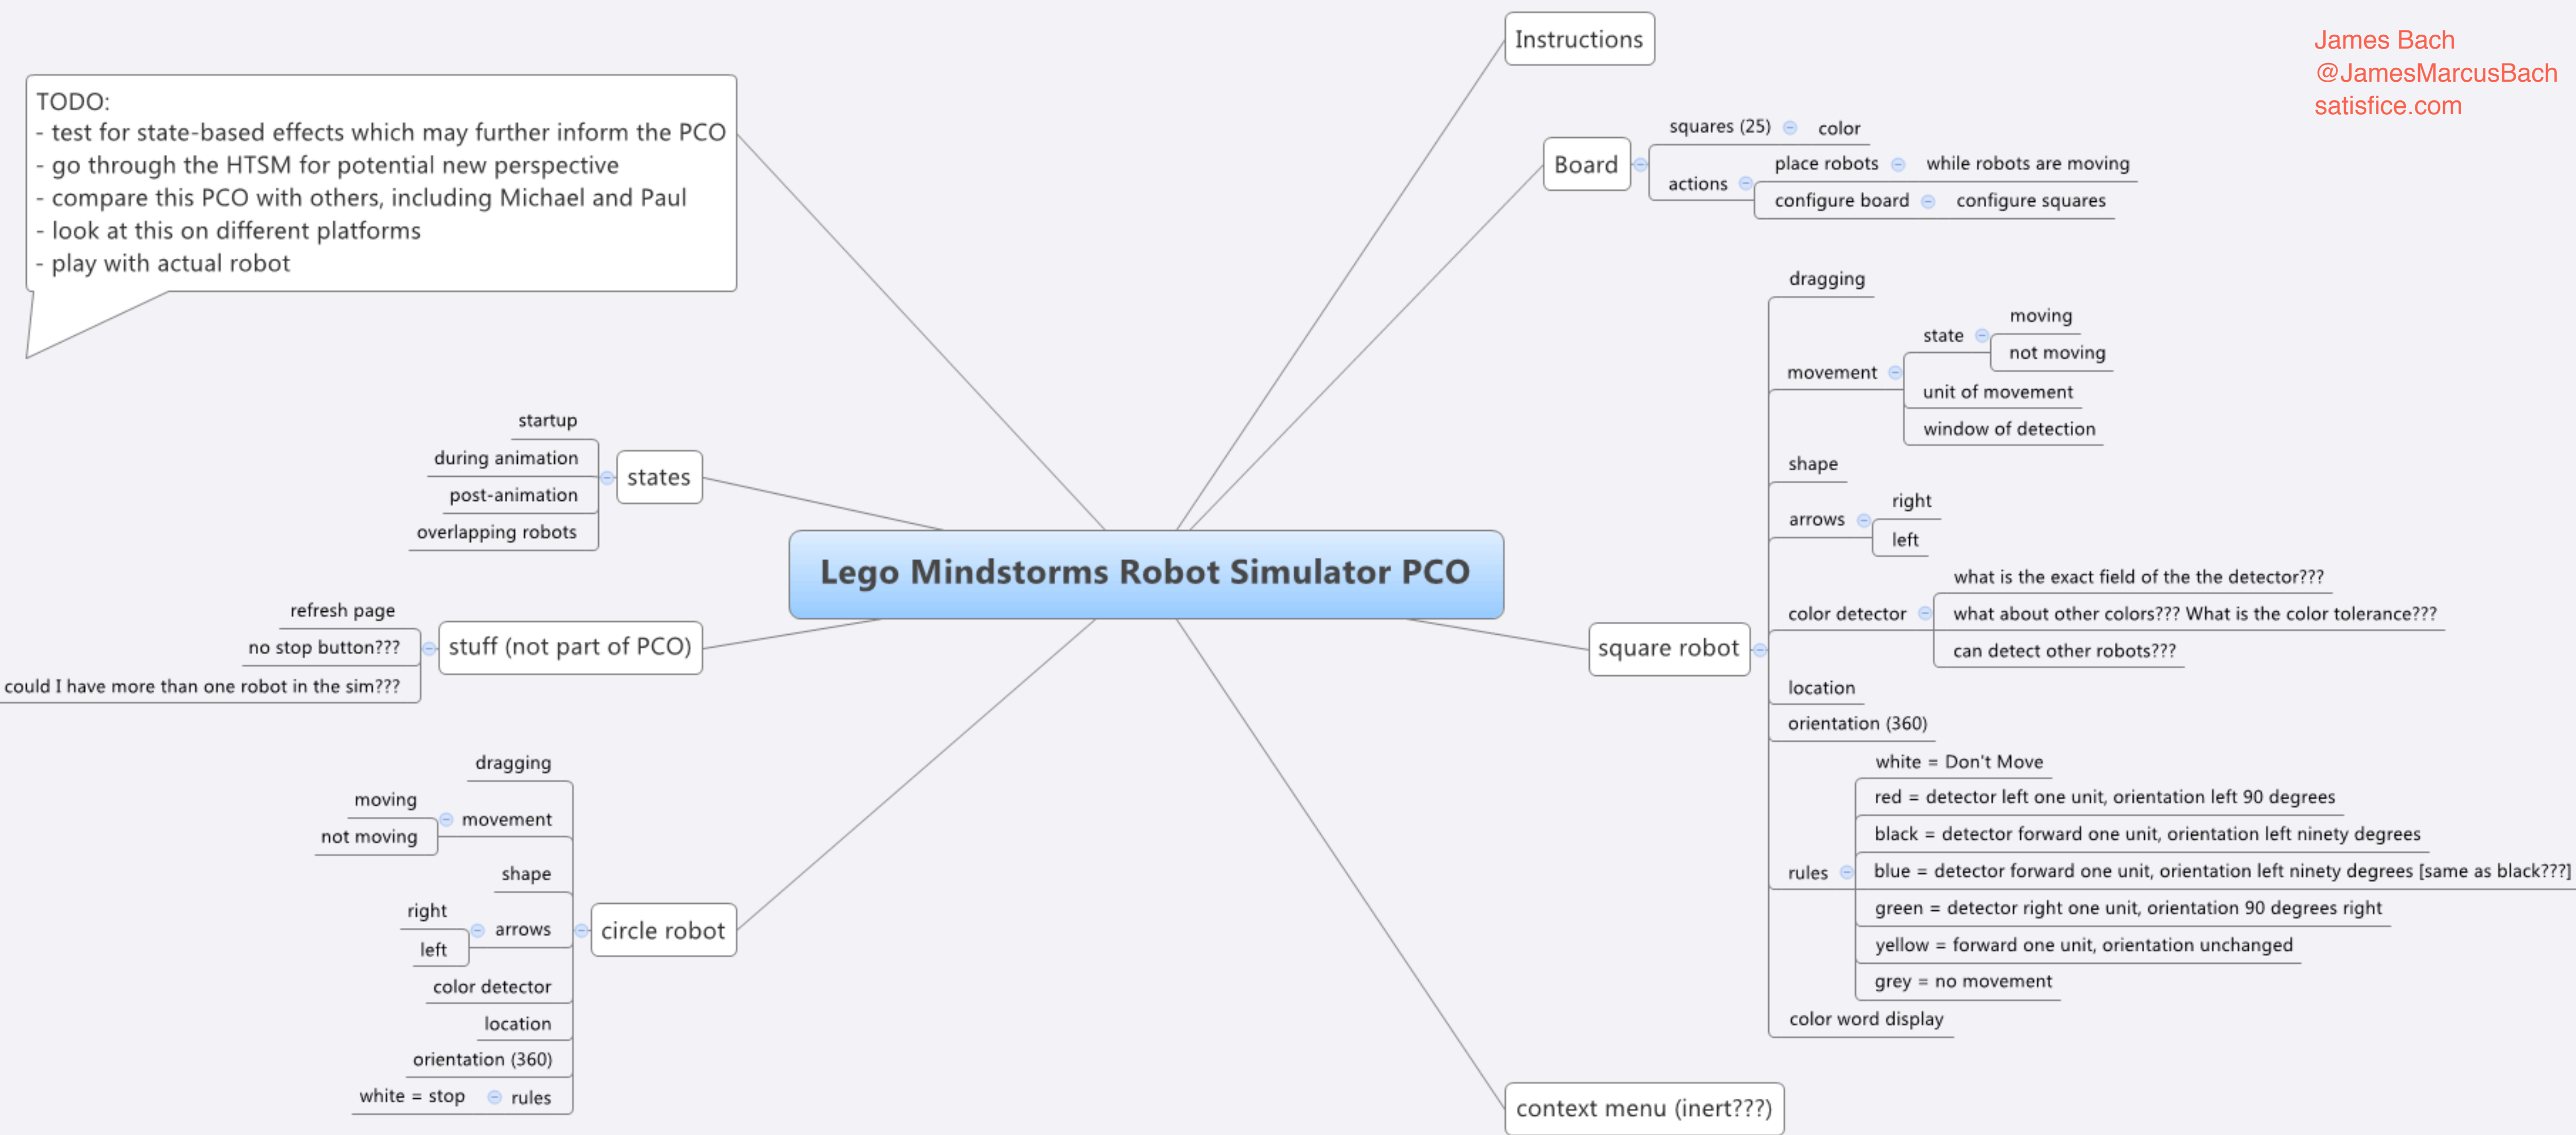 James Bach
@JamesMarcusBach
satisfice.com
TODO:
- test for state-based effects which may further inform the PCO
- go through the HTSM for potential new perspective
- compare this PCO with others, including Michael and Paul
- look at this on different platforms
- play with actual robot
states
startup
during animation
post-animation
overlapping robots
stuff (not part of PCO)
refresh page
no stop button???
could I have more than one robot in the sim???
circle robot
dragging
movement
moving
not moving
shape
arrows
right
left
color detector
location
orientation (360)
rules
white = stop
Lego Mindstorms Robot Simulator PCO
Instructions
Board
squares (25)
color
actions
place robots
while robots are moving
configure board
configure squares
square robot
dragging
movement
state
moving
not moving
unit of movement
window of detection
shape
arrows
right
left
color detector
what is the exact field of the the detector???
what about other colors??? What is the color tolerance???
can detect other robots???
location
orientation (360)
rules
white = Don't Move
red = detector left one unit, orientation left 90 degrees
black = detector forward one unit, orientation left ninety degrees
blue = detector forward one unit, orientation left ninety degrees [same as black???]
green = detector right one unit, orientation 90 degrees right
yellow = forward one unit, orientation unchanged
grey = no movement
color word display
context menu (inert???)